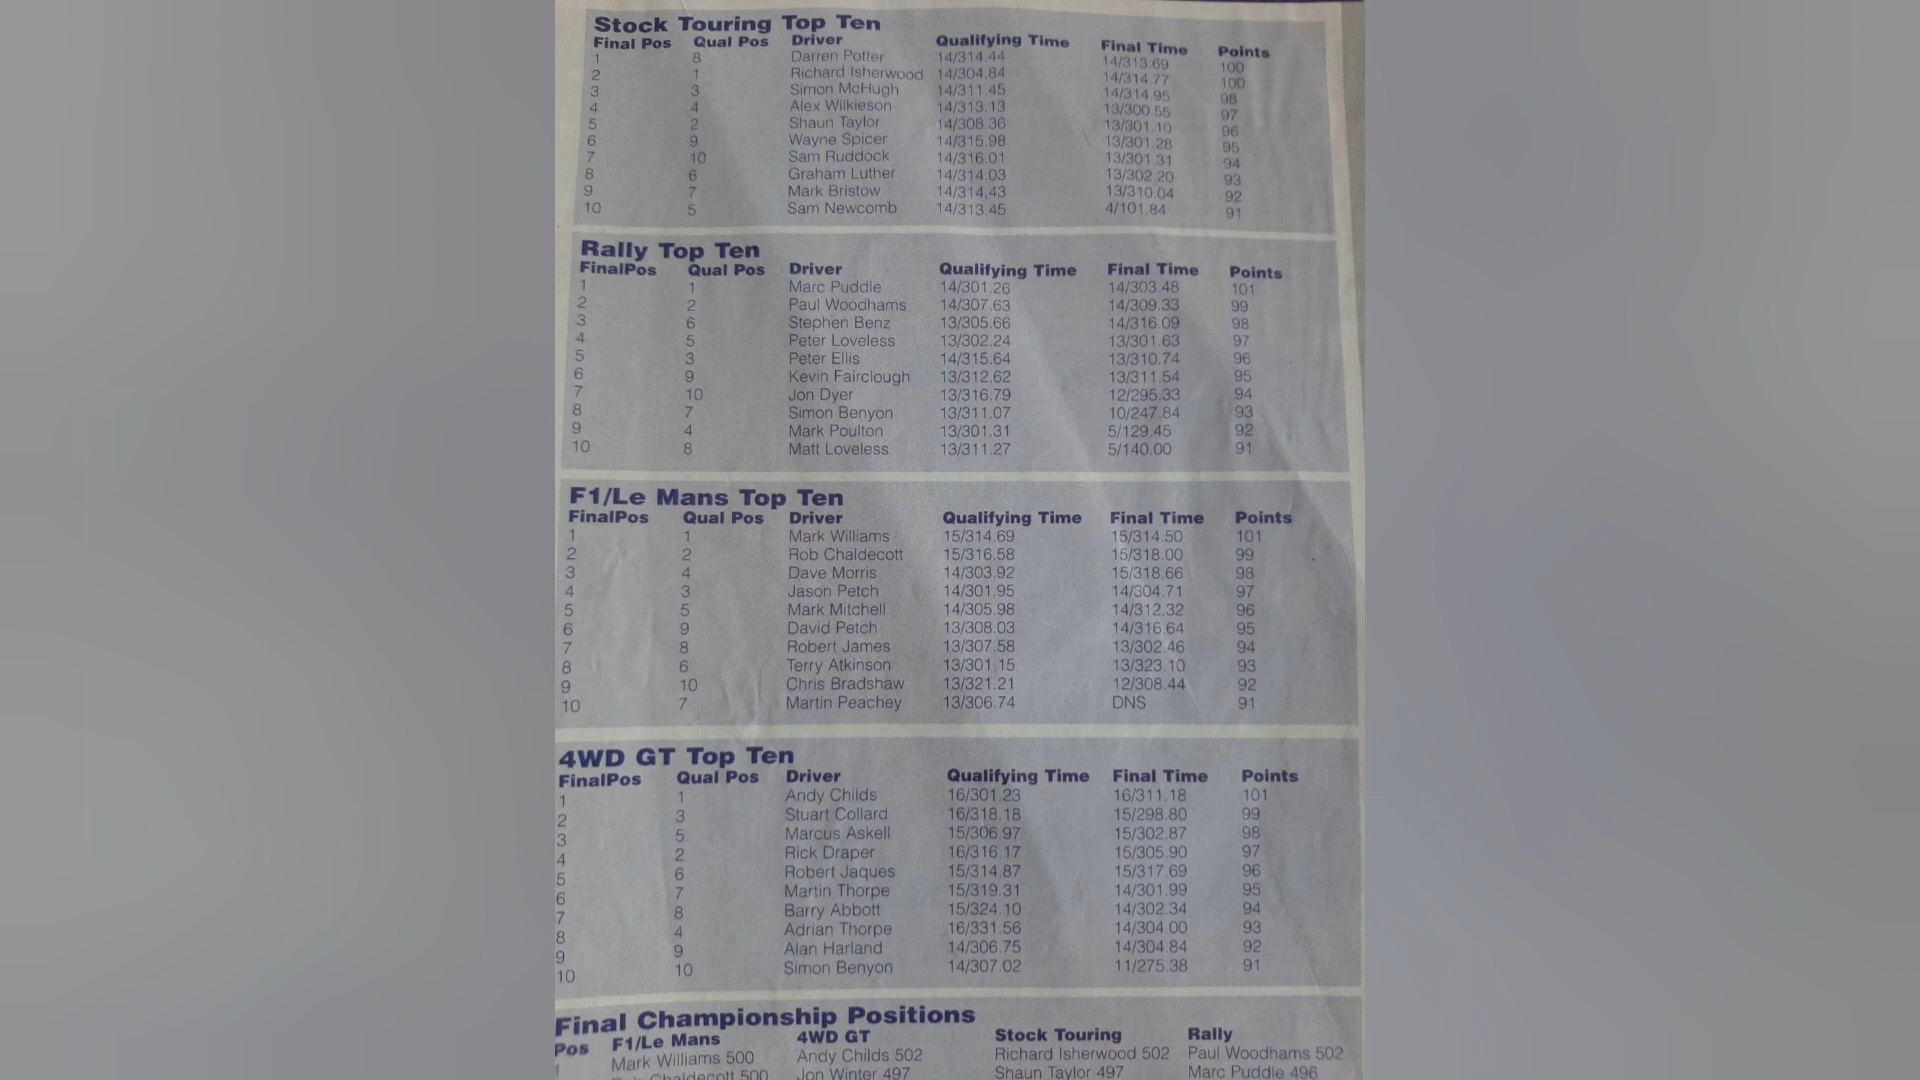 Stock Touring Top Ten
Final Pos Qual Pos Driver Qualifying Time Final Time Points
1 8 Darren Potter 14/314.44 14/313.69 100
2 1 Richard Isherwood 14/304.84 14/314.77 100
3 3 Simon McHugh 14/311.45 14/314.95 98
4 4 Alex Wilkieson 14/313.13 13/300.55 97
5 2 Shaun Taylor 14/308.36 13/301.10 96
6 9 Wayne Spicer 14/315.98 13/301.28 95
7 10 Sam Ruddock 14/316.01 13/301.31 94
8 6 Graham Luther 14/314.03 13/302.20 93
9 7 Mark Bristow 14/314.43 13/310.04 92
10 5 Sam Newcomb 14/313.45 4/101.84 91
Rally Top Ten
FinalPos Qual Pos Driver Qualifying Time Final Time Points
1 1 Marc Puddle 14/301.26 14/303.48 101
2 2 Paul Woodhams 14/307.63 14/309.33 99
3 6 Stephen Benz 13/305.66 14/316.09 98
4 5 Peter Loveless 13/302.24 13/301.63 97
5 3 Peter Ellis 14/315.64 13/310.74 96
6 9 Kevin Fairclough 13/312.62 13/311.54 95
7 10 Jon Dyer 13/316.79 12/295.33 94
8 7 Simon Benyon 13/311.07 10/247.84 93
9 4 Mark Poulton 13/301.31 5/129.45 92
10 8 Matt Loveless 13/311.27 5/140.00 91
F1/Le Mans Top Ten
FinalPos Qual Pos Driver Qualifying Time Final Time Points
1 1 Mark Williams 15/314.69 15/314.50 101
2 2 Rob Chaldecott 15/316.58 15/318.00 99
3 4 Dave Morris 14/303.92 15/318.66 98
4 3 Jason Petch 14/301.95 14/304.71 97
5 5 Mark Mitchell 14/305.98 14/312.32 96
6 9 David Petch 13/308.03 14/316.64 95
7 8 Robert James 13/307.58 13/302.46 94
8 6 Terry Atkinson 13/301.15 13/323.10 93
9 10 Chris Bradshaw 13/321.21 12/308.44 92
10 7 Martin Peachey 13/306.74 DNS 91
4WD GT Top Ten
FinalPos Qual Pos Driver Qualifying Time Final Time Points
1 1 Andy Childs 16/301.23 16/311.18 101
2 3 Stuart Collard 16/318.18 15/298.80 99
3 5 Marcus Askell 15/306.97 15/302.87 98
4 2 Rick Draper 16/316.17 15/305.90 97
5 6 Robert Jaques 15/314.87 15/317.69 96
6 7 Martin Thorpe 15/319.31 14/301.99 95
7 8 Barry Abbott 15/324.10 14/302.34 94
8 4 Adrian Thorpe 16/331.56 14/304.00 93
9 9 Alan Harland 14/306.75 14/304.84 92
10 10 Simon Benyon 14/307.02 11/275.38 91
Final Championship Positions
Pos F1/Le Mans 4WD GT Stock Touring Rally
1 Mark Williams 500 Andy Childs 502 Richard Isherwood 502 Paul Woodhams 502
Chaldecott 500 Jon Winter 497 Shaun Taylor 497 Marc Puddle 496